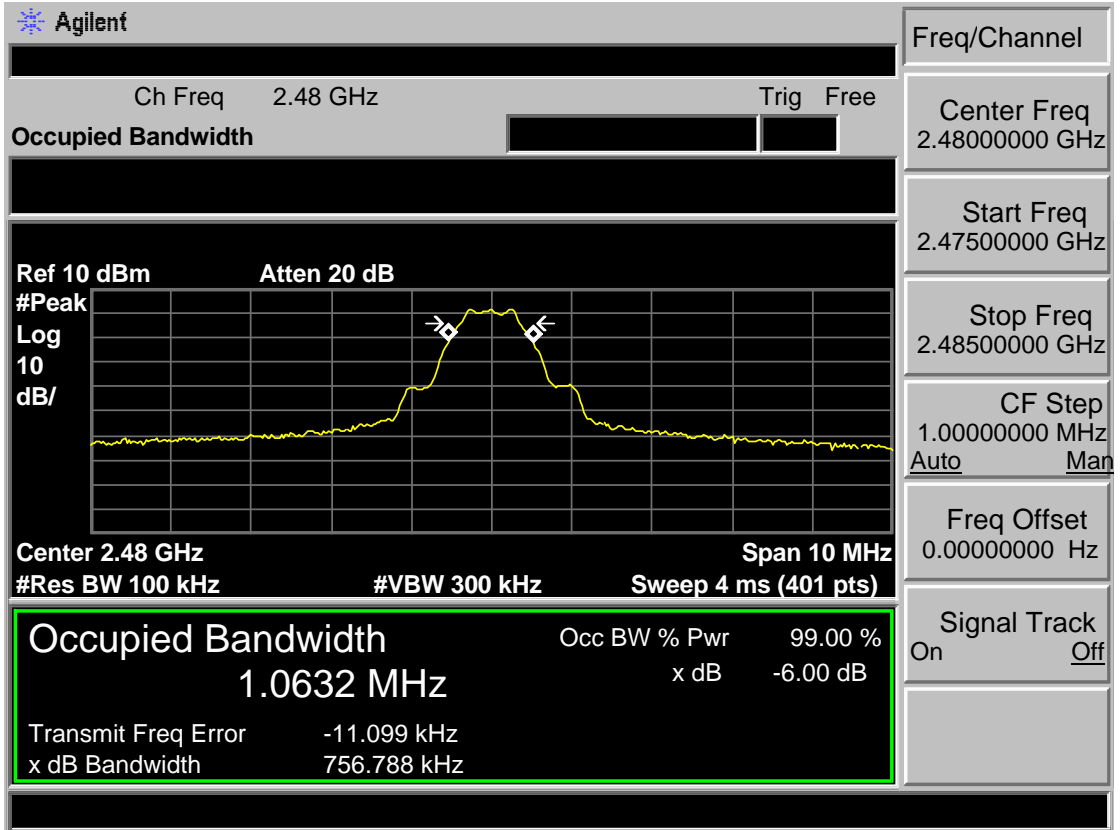 Agilent
Ch Freq 2.48 GHz Trig Free
Occupied Bandwidth
Ref 10 dBm Atten 20 dB
#Peak
Log
10
dB/
Center 2.48 GHz Span 10 MHz
#Res BW 100 kHz #VBW 300 kHz Sweep 4 ms (401 pts)
Occupied Bandwidth
1.0632 MHz
Occ BW % Pwr 99.00 %
x dB -6.00 dB
Transmit Freq Error -11.099 kHz
x dB Bandwidth 756.788 kHz
Freq/Channel
Center Freq
2.48000000 GHz
Start Freq
2.47500000 GHz
Stop Freq
2.48500000 GHz
CF Step
1.00000000 MHz
Auto Man
Freq Offset
0.00000000 Hz
Signal Track
On Off